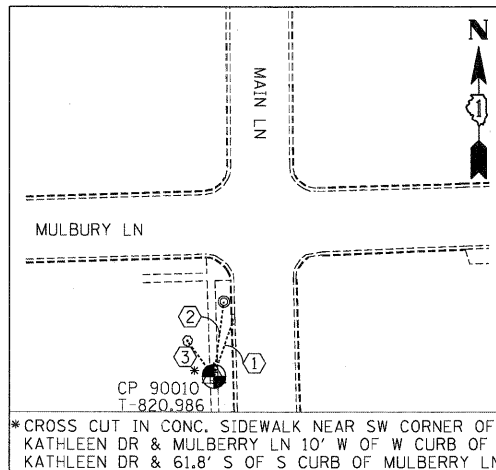 N
1
MAIN LN
MULBURY LN
2
3
1
*
CP 90010
T-820.986
*CROSS CUT IN CONC. SIDEWALK NEAR SW CORNER OF
KATHLEEN DR & MULBERRY LN 10' W OF W CURB OF
KATHLEEN DR & 61.8' S OF S CURB OF MULBERRY LN